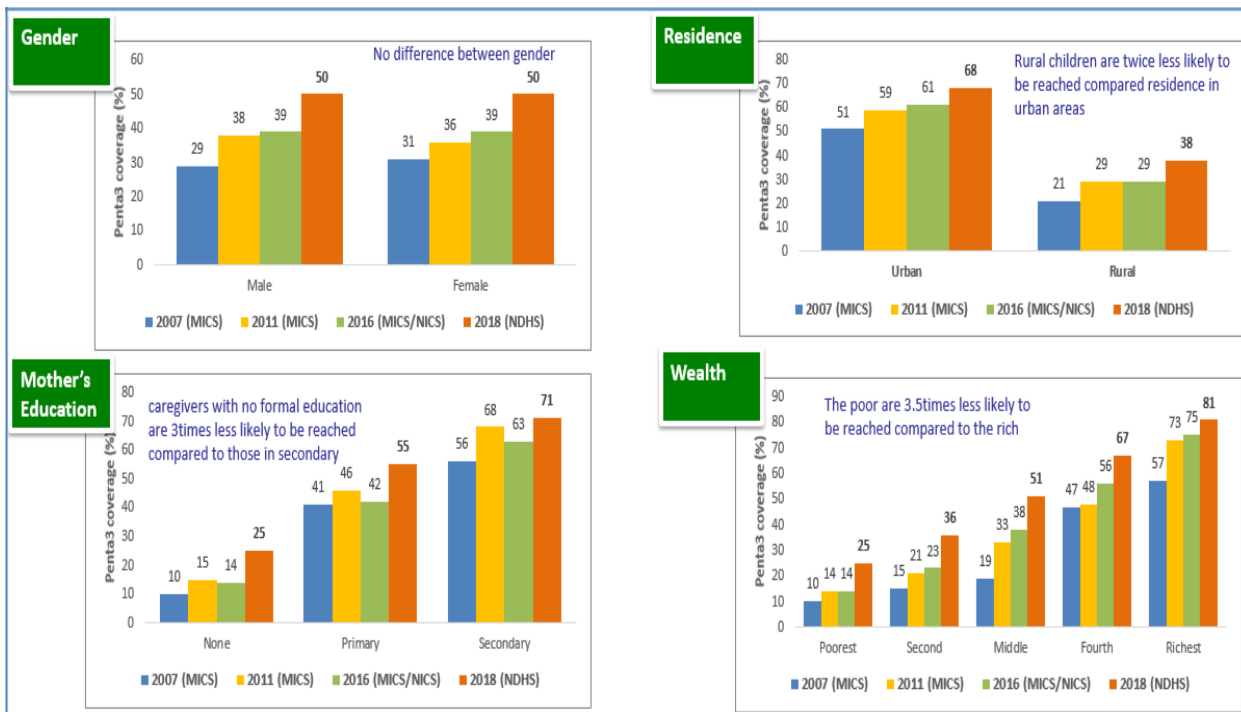 Gender
No difference between gender
Penta3 coverage (%)
60
50
40
30
20
10
0
29
38
39
50
31
36
39
50
Male
Female
2007 (MICS)
2011 (MICS)
2016 (MICS/NICS)
2018 (NDHS)
Residence
Rural children are twice less likely to
be reached compared residence in
urban areas
Penta3 coverage (%)
80
70
60
50
40
30
20
10
0
51
59
61
68
21
29
29
38
Urban
Rural
2007 (MICS)
2011 (MICS)
2016 (MICS/NICS)
2018 (NDHS)
Mother's
Education
caregivers with no formal education
are 3times less likely to be reached
compared to those in secondary
Penta3 coverage (%)
80
70
60
50
40
30
20
10
0
10
15
14
25
41
46
42
55
56
68
63
71
None
Primary
Secondary
2007 (MICS)
2011 (MICS)
2016 (MICS/NICS)
2018 (NDHS)
Wealth
The poor are 3.5times less likely to
be reached compared to the rich
Penta3 coverage (%)
90
80
70
60
50
40
30
20
10
0
10
14
14
25
15
21
23
36
19
33
38
51
47
48
56
67
57
73
75
81
Poorest
Second
Middle
Fourth
Richest
2007 (MICS)
2011 (MICS)
2016 (MICS/NICS)
2018 (NDHS)